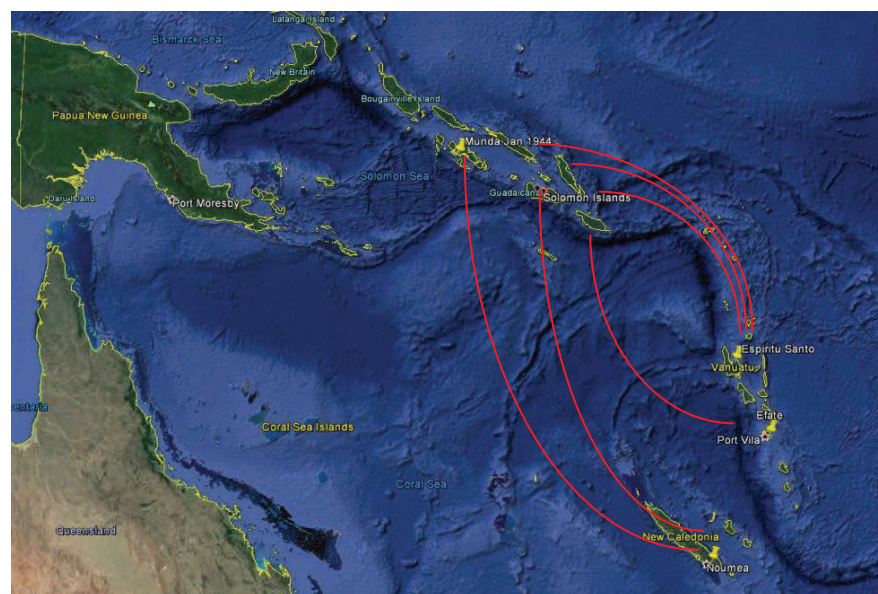 Latangai Island
Bismarck Sea
New Britain
Bougainville Island
Papua New Guinea
Munda Jan 1944
Solomon Sea
Guadalcanal
Solomon Islands
Daru Island
Port Moresby
Espiritu Santo
Vanuatu
Efate
Port Vila
entaria
Coral Sea Islands
Coral Sea
Queensland
New Caledonia
Noumea